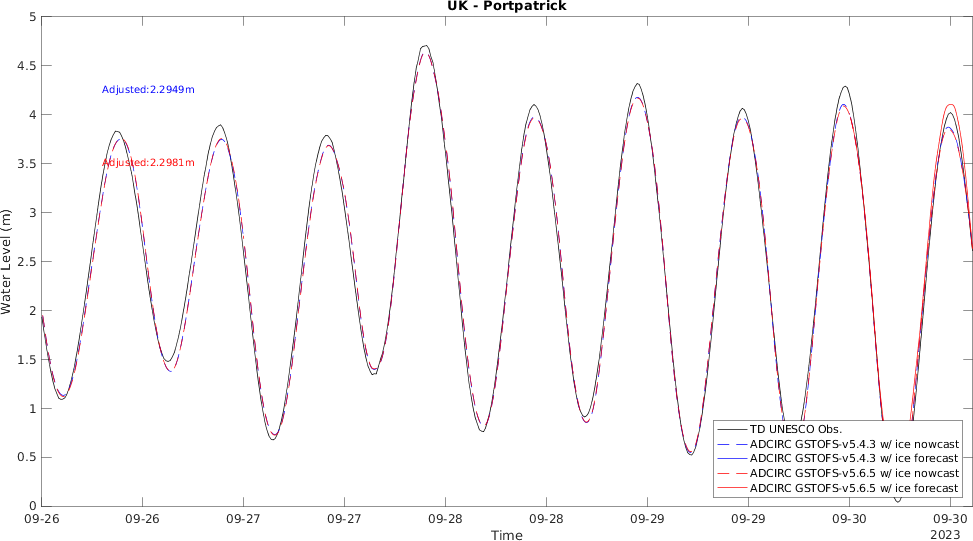 UK - Portpatrick
5
4.5
4
3.5
3
2.5
2
1.5
1
0.5
0
Water Level (m)
Adjusted:2.2949m
Adjusted:2.2981m
TD UNESCO Obs.
ADCIRC GSTOFS-v5.4.3 w/ ice nowcast
ADCIRC GSTOFS-v5.4.3 w/ ice forecast
ADCIRC GSTOFS-v5.6.5 w/ ice nowcast
ADCIRC GSTOFS-v5.6.5 w/ ice forecast
09-26 09-26 09-27 09-27 09-28 09-28 09-29 09-29 09-30 09-30
2023
Time